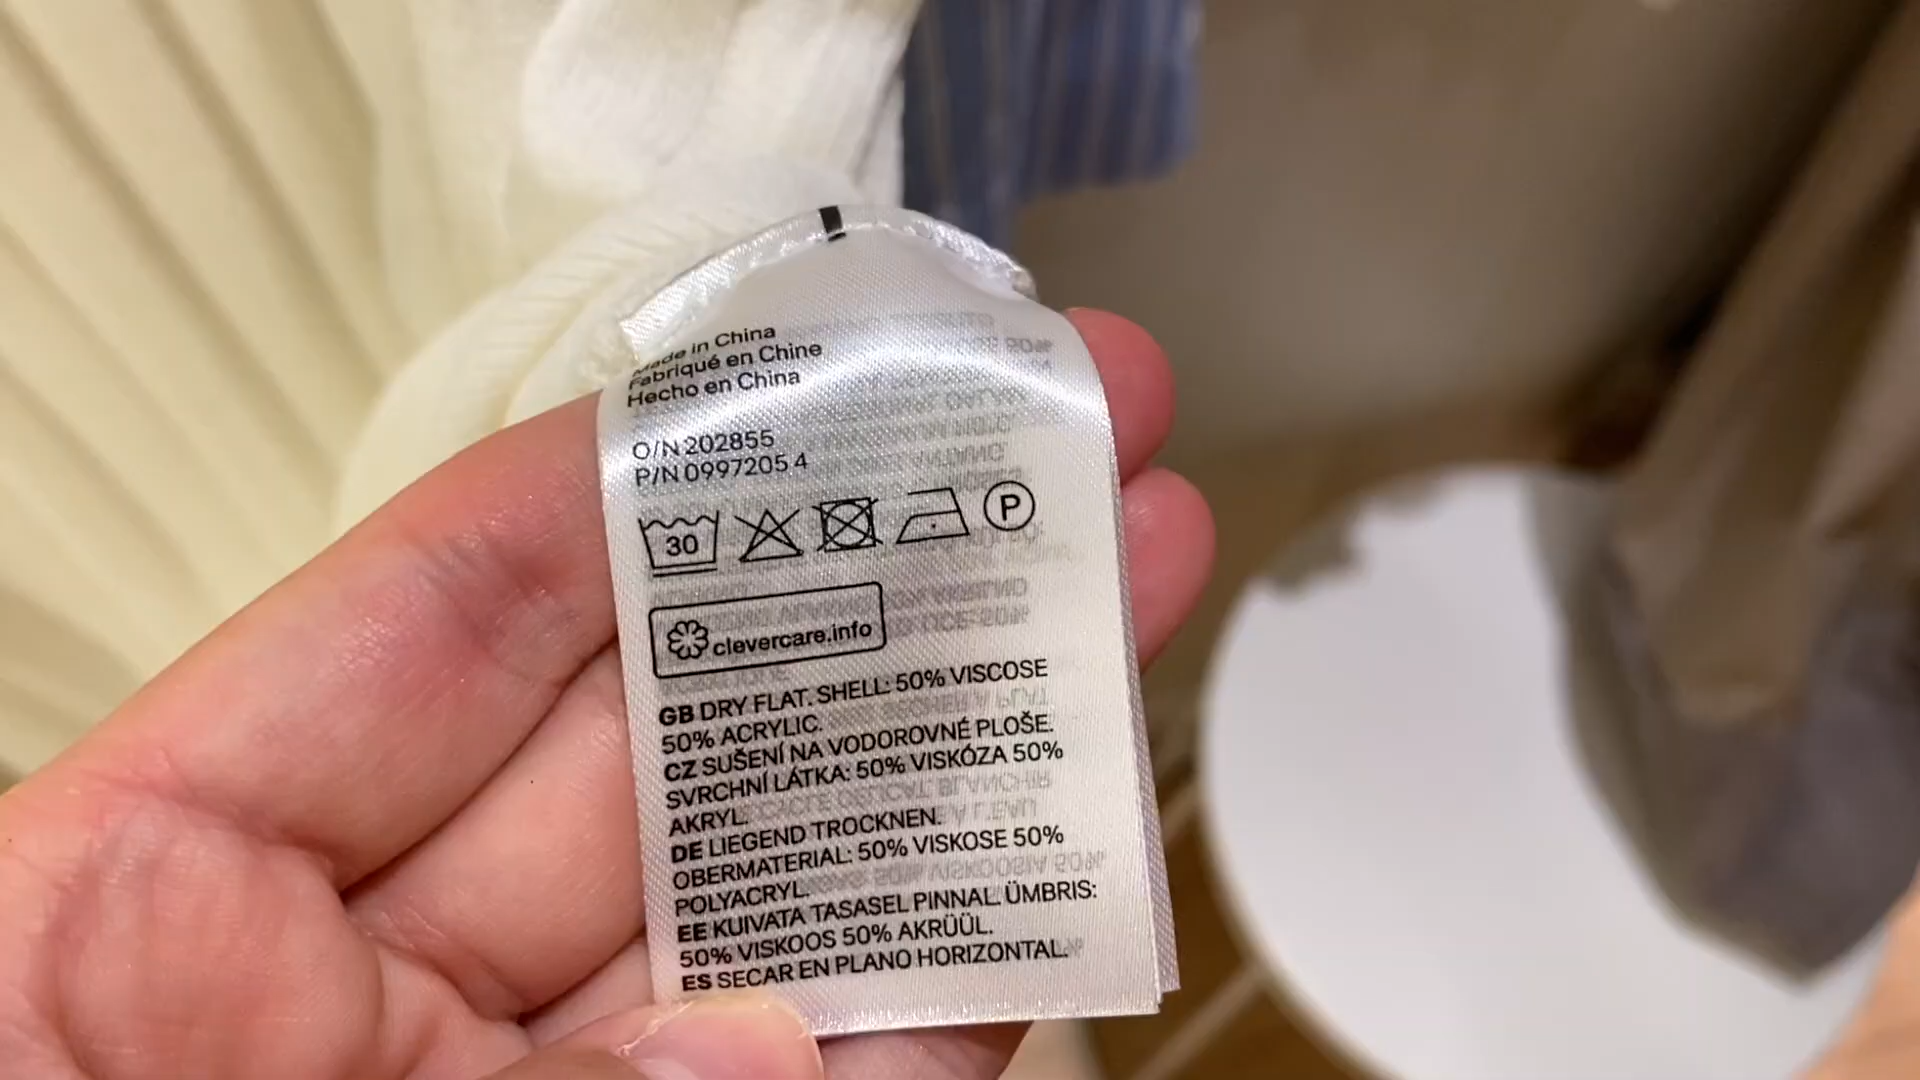 Made in China
Fabriqué en Chine
Hecho en China
O/N 202855
P/N 0997205 4
30
P
clevercare.info
GB DRY FLAT. SHELL: 50% VISCOSE
50% ACRYLIC.
CZ SUŠENÍ NA VODOROVNÉ PLOŠE.
SVRCHNÍ LÁTKA: 50% VISKÓZA 50%
AKRYL.
DE LIEGEND TROCKNEN.
OBERMATERIAL: 50% VISKOSE 50%
POLYACRYL.
EE KUIVATA TASASEL PINNAL. ÜMBRIS:
50% VISKOOS 50% AKRÜÜL.
ES SECAR EN PLANO HORIZONTAL.